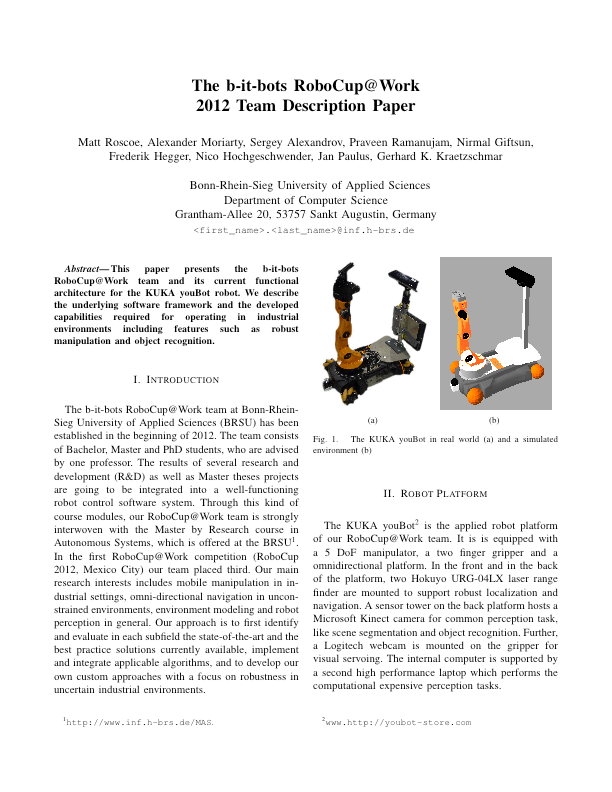 The b-it-bots RoboCup@Work
2012 Team Description Paper
Matt Roscoe, Alexander Moriarty, Sergey Alexandrov, Praveen Ramanujam, Nirmal Giftsun,
Frederik Hegger, Nico Hochgeschwender, Jan Paulus, Gerhard K. Kraetzschmar
Bonn-Rhein-Sieg University of Applied Sciences
Department of Computer Science
Grantham-Allee 20, 53757 Sankt Augustin, Germany
<first_name>.<last_name>@inf.h-brs.de
Abstract—This paper presents the b-it-bots
RoboCup@Work team and its current functional
architecture for the KUKA youBot robot. We describe
the underlying software framework and the developed
capabilities required for operating in industrial
environments including features such as robust
manipulation and object recognition.
I. INTRODUCTION
The b-it-bots RoboCup@Work team at Bonn-Rhein-
Sieg University of Applied Sciences (BRSU) has been
established in the beginning of 2012. The team consists
of Bachelor, Master and PhD students, who are advised
by one professor. The results of several research and
development (R&D) as well as Master theses projects
are going to be integrated into a well-functioning
robot control software system. Through this kind of
course modules, our RoboCup@Work team is strongly
interwoven with the Master by Research course in
Autonomous Systems, which is offered at the BRSU1.
In the first RoboCup@Work competition (RoboCup
2012, Mexico City) our team placed third. Our main
research interests includes mobile manipulation in in-
dustrial settings, omni-directional navigation in uncon-
strained environments, environment modeling and robot
perception in general. Our approach is to first identify
and evaluate in each subfield the state-of-the-art and the
best practice solutions currently available, implement
and integrate applicable algorithms, and to develop our
own custom approaches with a focus on robustness in
uncertain industrial environments.
1http://www.inf.h-brs.de/MAS.
(a)
(b)
Fig. 1. The KUKA youBot in real world (a) and a simulated
environment (b)
II. ROBOT PLATFORM
The KUKA youBot2 is the applied robot platform
of our RoboCup@Work team. It is is equipped with
a 5 DoF manipulator, a two finger gripper and a
omnidirectional platform. In the front and in the back
of the platform, two Hokuyo URG-04LX laser range
finder are mounted to support robust localization and
navigation. A sensor tower on the back platform hosts a
Microsoft Kinect camera for common perception task,
like scene segmentation and object recognition. Further,
a Logitech webcam is mounted on the gripper for
visual servoing. The internal computer is supported by
a second high performance laptop which performs the
computational expensive perception tasks.
2www.http://youbot-store.com